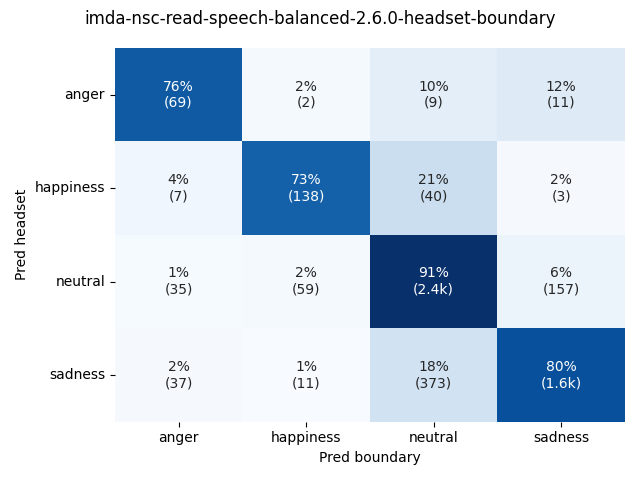 imda-nsc-read-speech-balanced-2.6.0-headset-boundary
Pred headset
anger
76%
(69)
2%
(2)
10%
(9)
12%
(11)
happiness
4%
(7)
73%
(138)
21%
(40)
2%
(3)
neutral
1%
(35)
2%
(59)
91%
(2.4k)
6%
(157)
sadness
2%
(37)
1%
(11)
18%
(373)
80%
(1.6k)
anger
happiness
neutral
sadness
Pred boundary